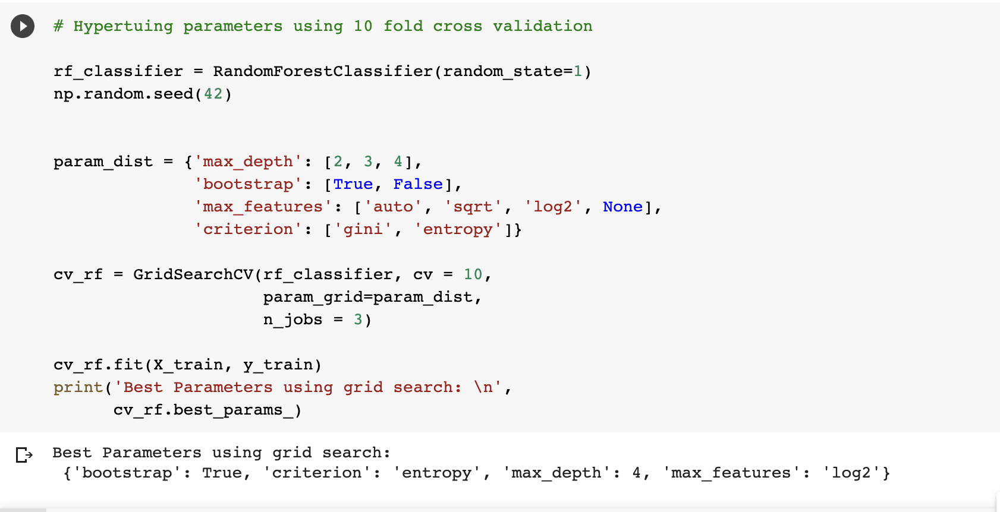 # Hypertuing parameters using 10 fold cross validation
rf_classifier = RandomForestClassifier(random_state=1)
np.random.seed(42)
param_dist = {'max_depth': [2, 3, 4],
'bootstrap': [True, False],
'max_features': ['auto', 'sqrt', 'log2', None],
'criterion': ['gini', 'entropy']}
cv_rf = GridSearchCV(rf_classifier, cv = 10,
param_grid=param_dist,
n_jobs = 3)
cv_rf.fit(X_train, y_train)
print('Best Parameters using grid search: \n',
cv_rf.best_params_)
Best Parameters using grid search:
{'bootstrap': True, 'criterion': 'entropy', 'max_depth': 4, 'max_features': 'log2'}